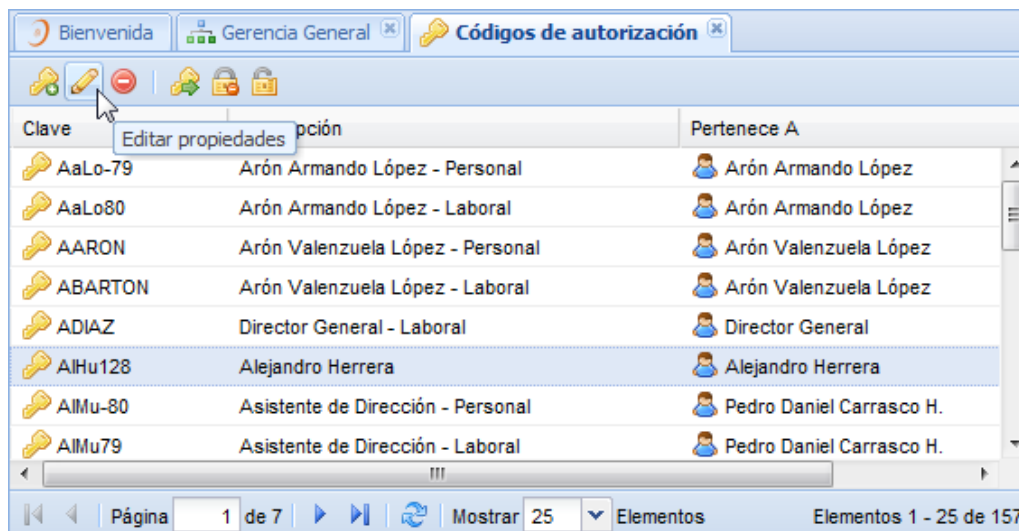 Bienvenida Gerencia General Códigos de autorización
Clave pción Pertenece A
Editar propiedades
AaLo-79 Arón Armando López - Personal Arón Armando López
AaLo80 Arón Armando López - Laboral Arón Armando López
AARON Arón Valenzuela López - Personal Arón Valenzuela López
ABARTON Arón Valenzuela López - Laboral Arón Valenzuela López
ADIAZ Director General - Laboral Director General
AlHu128 Alejandro Herrera Alejandro Herrera
AlMu-80 Asistente de Dirección - Personal Pedro Daniel Carrasco H.
AlMu79 Asistente de Dirección - Laboral Pedro Daniel Carrasco H.
Página 1 de 7 Mostrar 25 Elementos Elementos 1 - 25 de 157